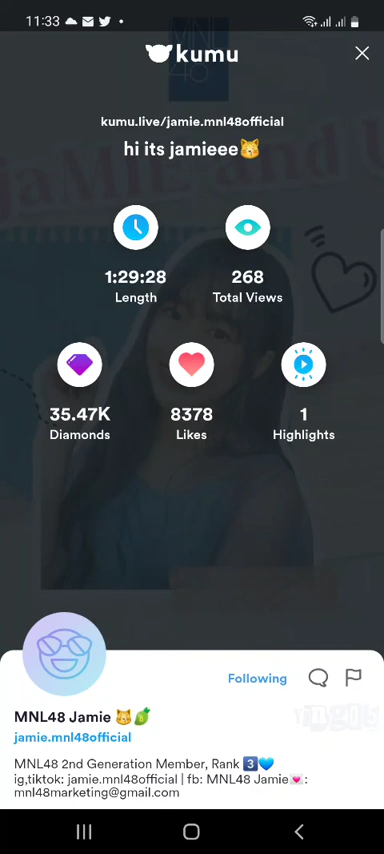 11:33
kumu
kumu.live/jamie.mnl48official
hi its jamieee😸
1:29:28
Length
268
Total Views
35.47K
Diamonds
8378
Likes
1
Highlights
Following
MNL48 Jamie 😸🍐
jamie.mnl48official
MNL48 2nd Generation Member, Rank 3️⃣💙
ig,tiktok: jamie.mnl48official | fb: MNL48 Jamie💌:
mnl48marketing@gmail.com